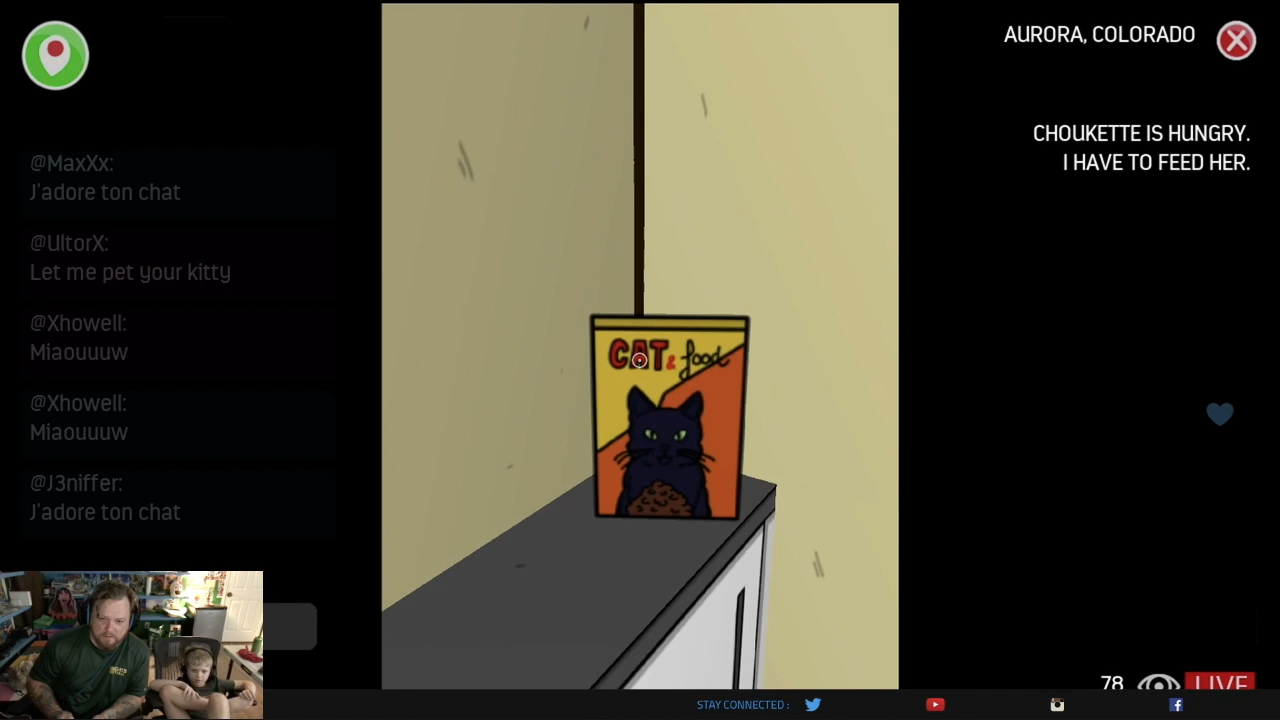 AURORA, COLORADO
CHOUKETTE IS HUNGRY.
I HAVE TO FEED HER.
@MaxXx:
J'adore ton chat
@UltorX:
Let me pet your kitty
@Xhowell:
Miaouuuw
@Xhowell:
Miaouuuw
@J3niffer:
J'adore ton chat
CAT & food
78
LIVE
STAY CONNECTED :